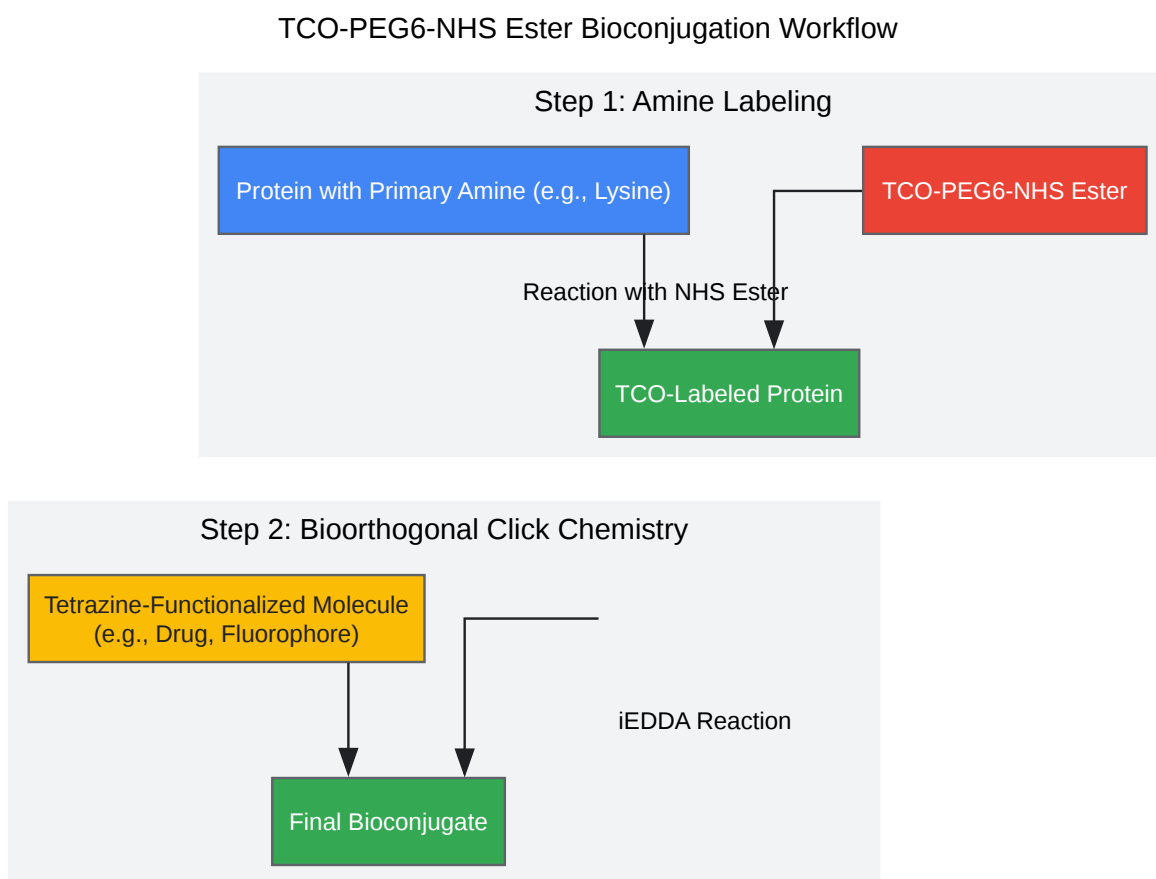 TCO-PEG6-NHS Ester Bioconjugation Workflow
Step 1: Amine Labeling
Protein with Primary Amine (e.g., Lysine)
TCO-PEG6-NHS Ester
Reaction with NHS Ester
TCO-Labeled Protein
Step 2: Bioorthogonal Click Chemistry
Tetrazine-Functionalized Molecule
(e.g., Drug, Fluorophore)
iEDDA Reaction
Final Bioconjugate